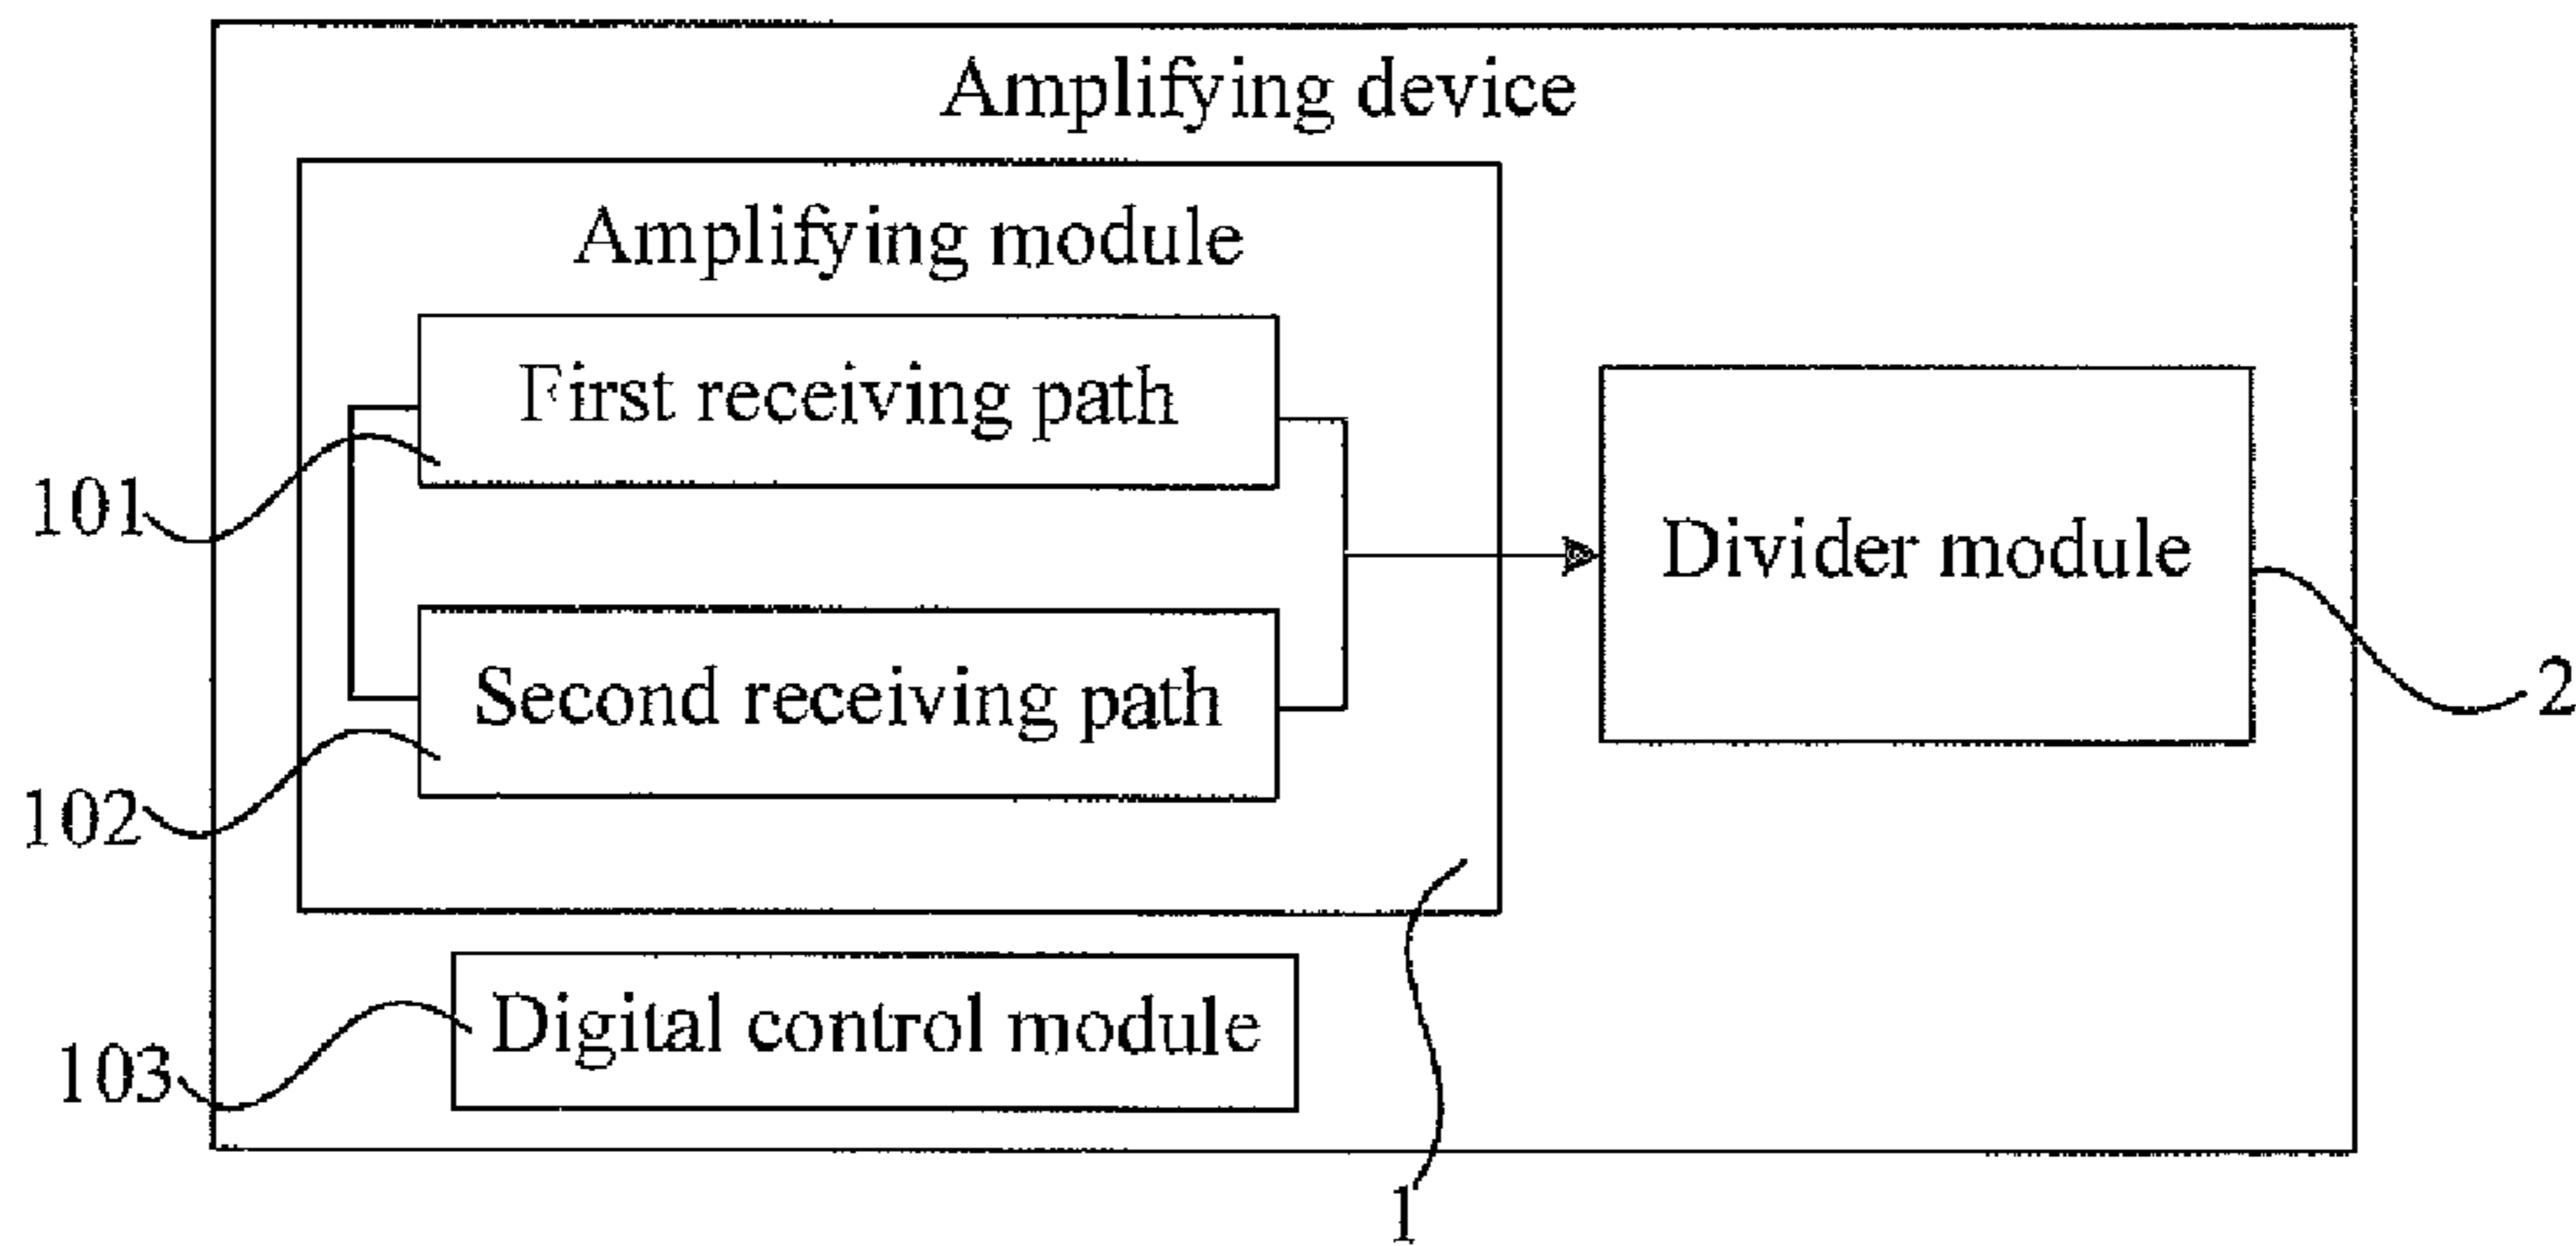 Amplifying device
Amplifying module
First receiving path
101
Divider module
Second receiving path
2
102
Digital control module
103
1